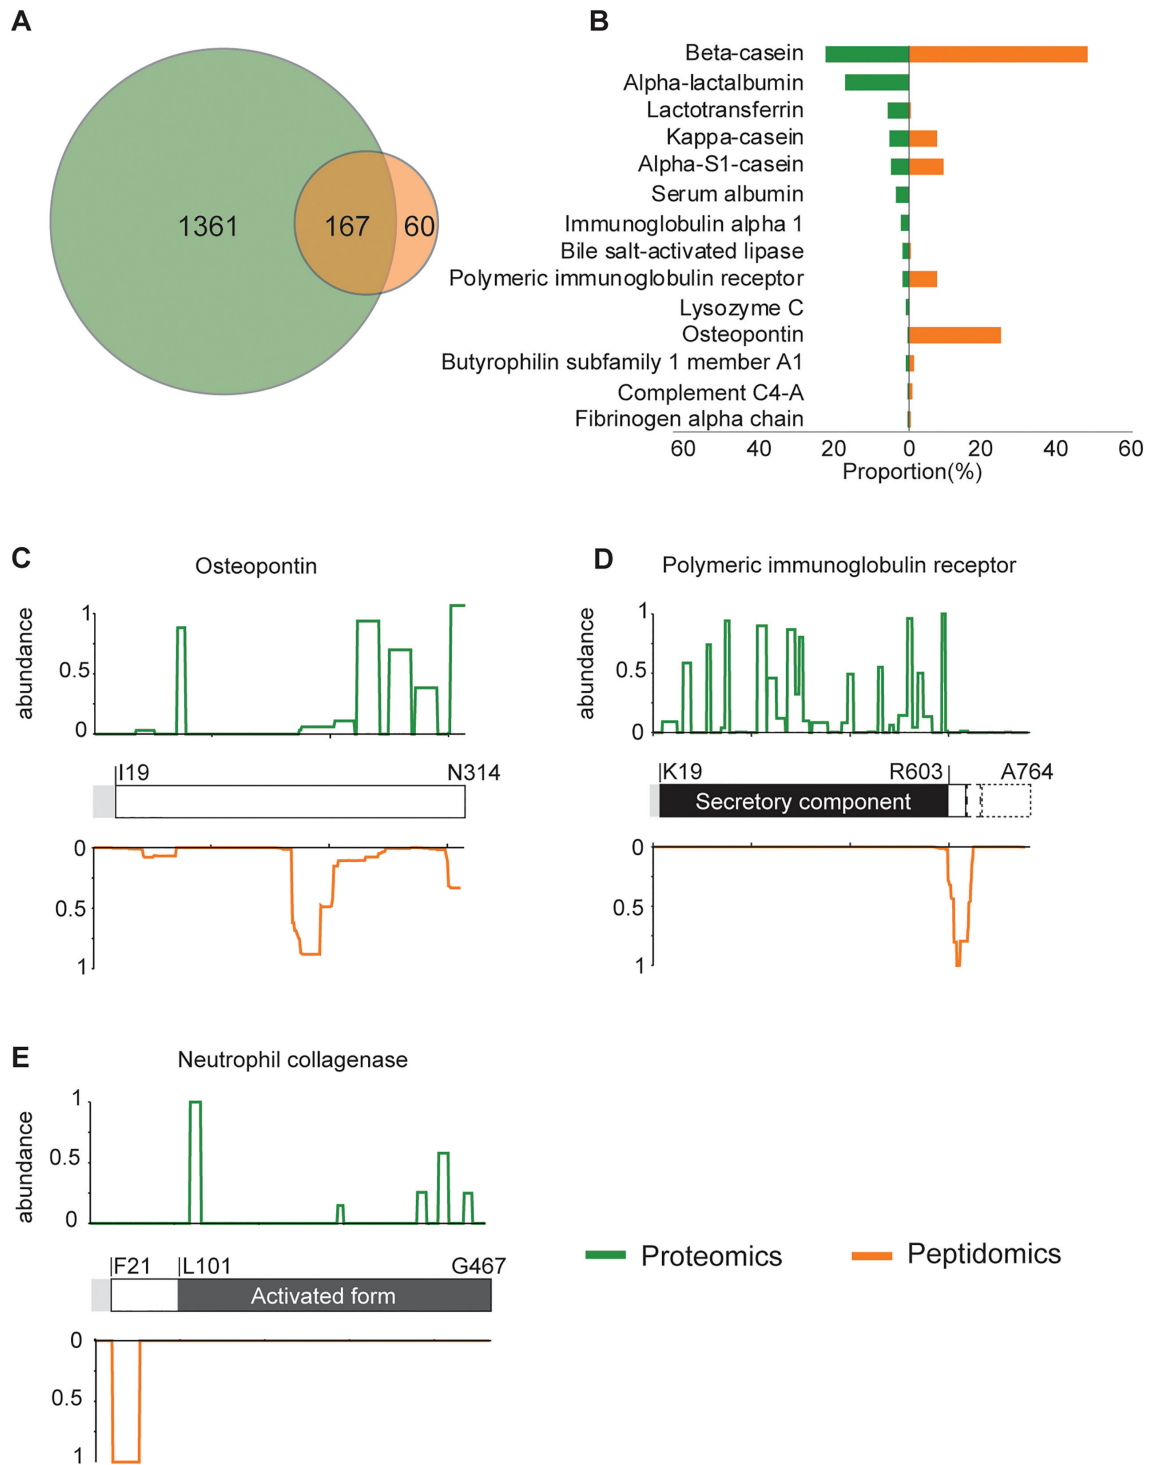 A
1361
167
60
B
Beta-casein
Alpha-lactalbumin
Lactotransferrin
Kappa-casein
Alpha-S1-casein
Serum albumin
Immunoglobulin alpha 1
Bile salt-activated lipase
Polymeric immunoglobulin receptor
Lysozyme C
Osteopontin
Butyrophilin subfamily 1 member A1
Complement C4-A
Fibrinogen alpha chain
60 40 20 0 20 40 60
Proportion(%)
C
Osteopontin
abundance
1
0.5
0
I19 N314
0
0.5
1
D
Polymeric immunoglobulin receptor
abundance
1
0.5
0
K19 R603 A764
Secretory component
0
0.5
1
E
Neutrophil collagenase
abundance
1
0.5
0
F21 L101 G467
Activated form
0
0.5
1
Proteomics Peptidomics